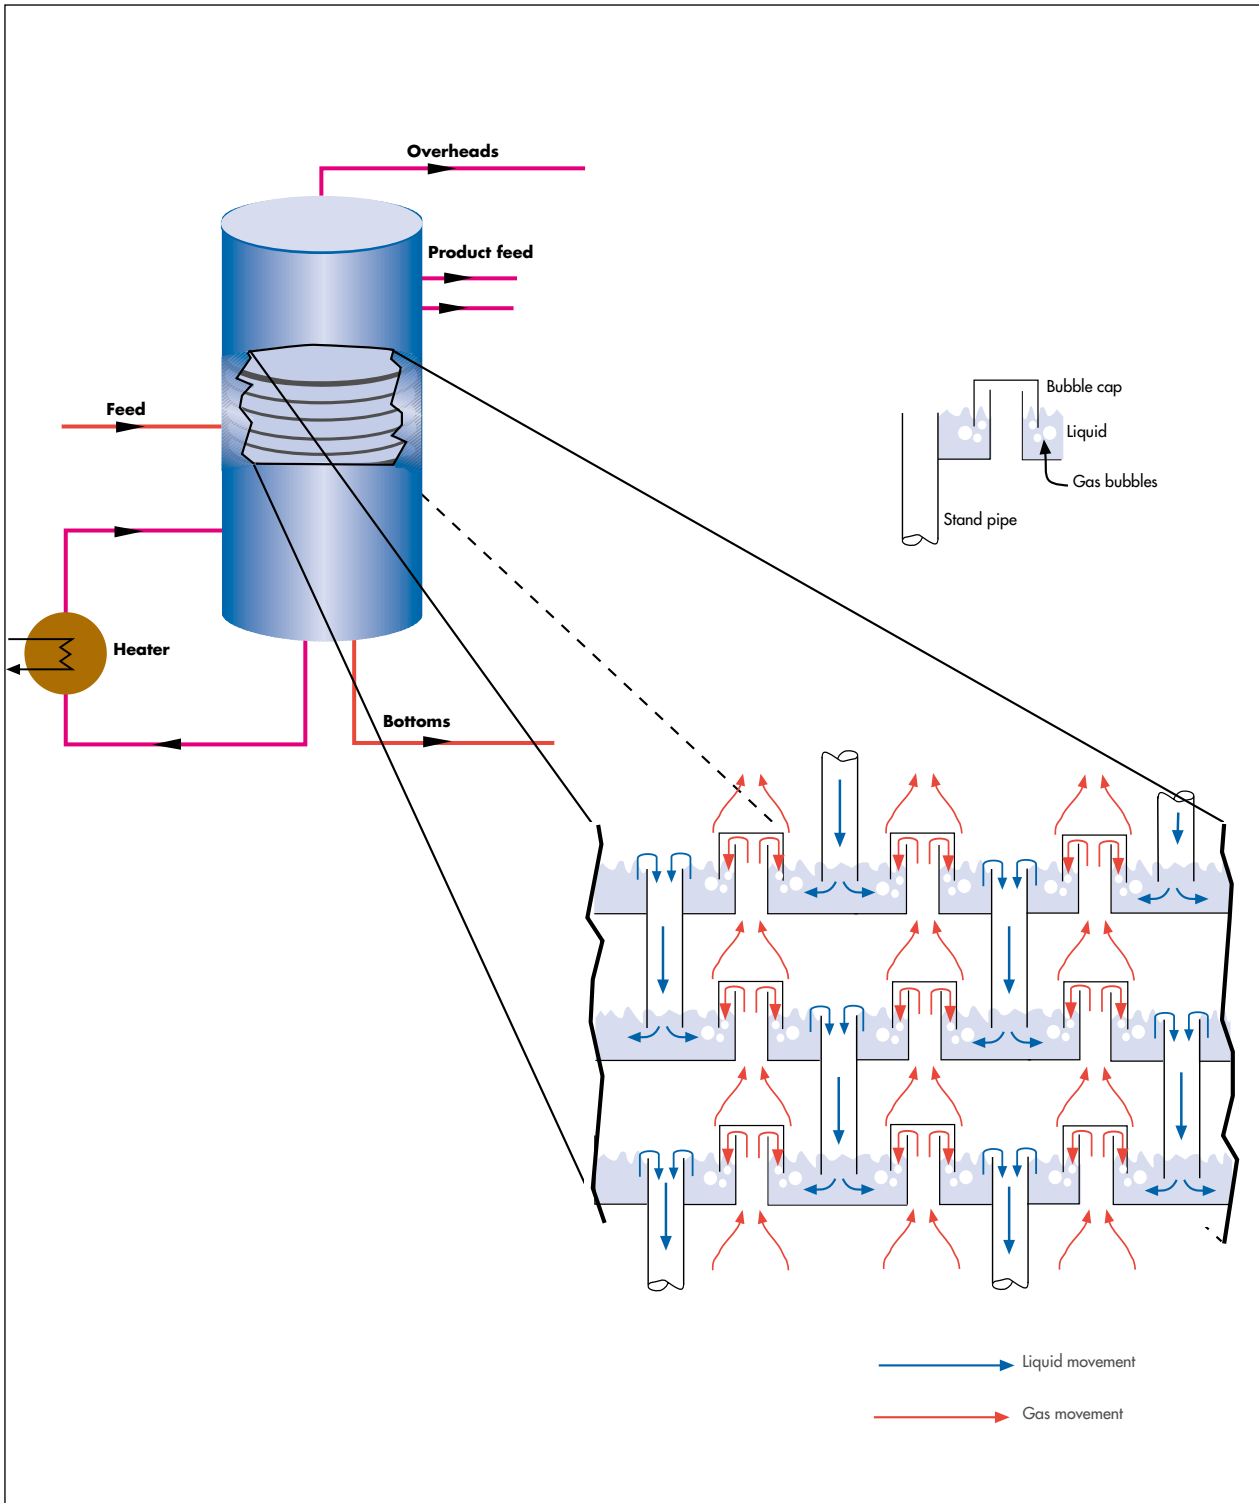 Overheads
Product feed
Feed
Bubble cap
Liquid
Gas bubbles
Stand pipe
Heater
Bottoms
Liquid movement
Gas movement